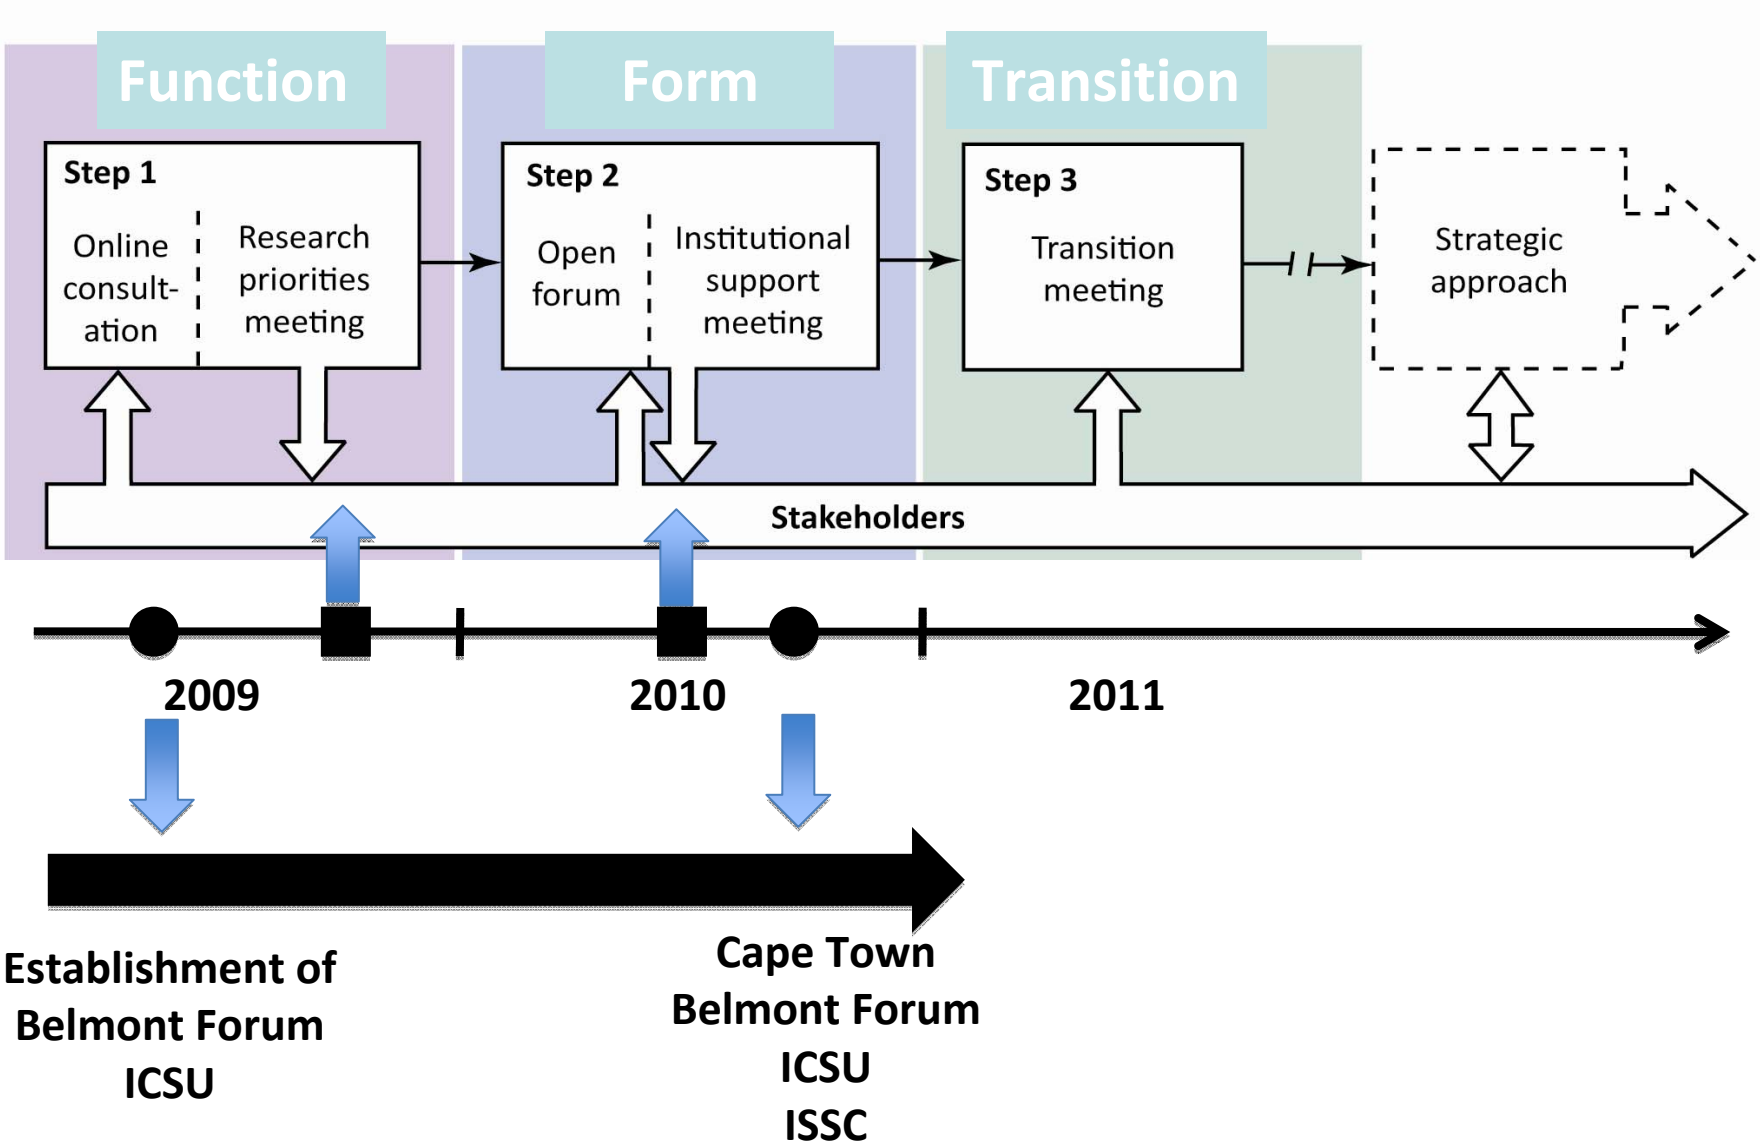 Function
Form
Transition
Step 1
Online
consult-
ation
Research
priorities
meeting
Step 2
Open
forum
Institutional
support
meeting
Step 3
Transition
meeting
Strategic
approach
Stakeholders
2009
2010
2011
Establishment of
Belmont Forum
ICSU
Cape Town
Belmont Forum
ICSU
ISSC